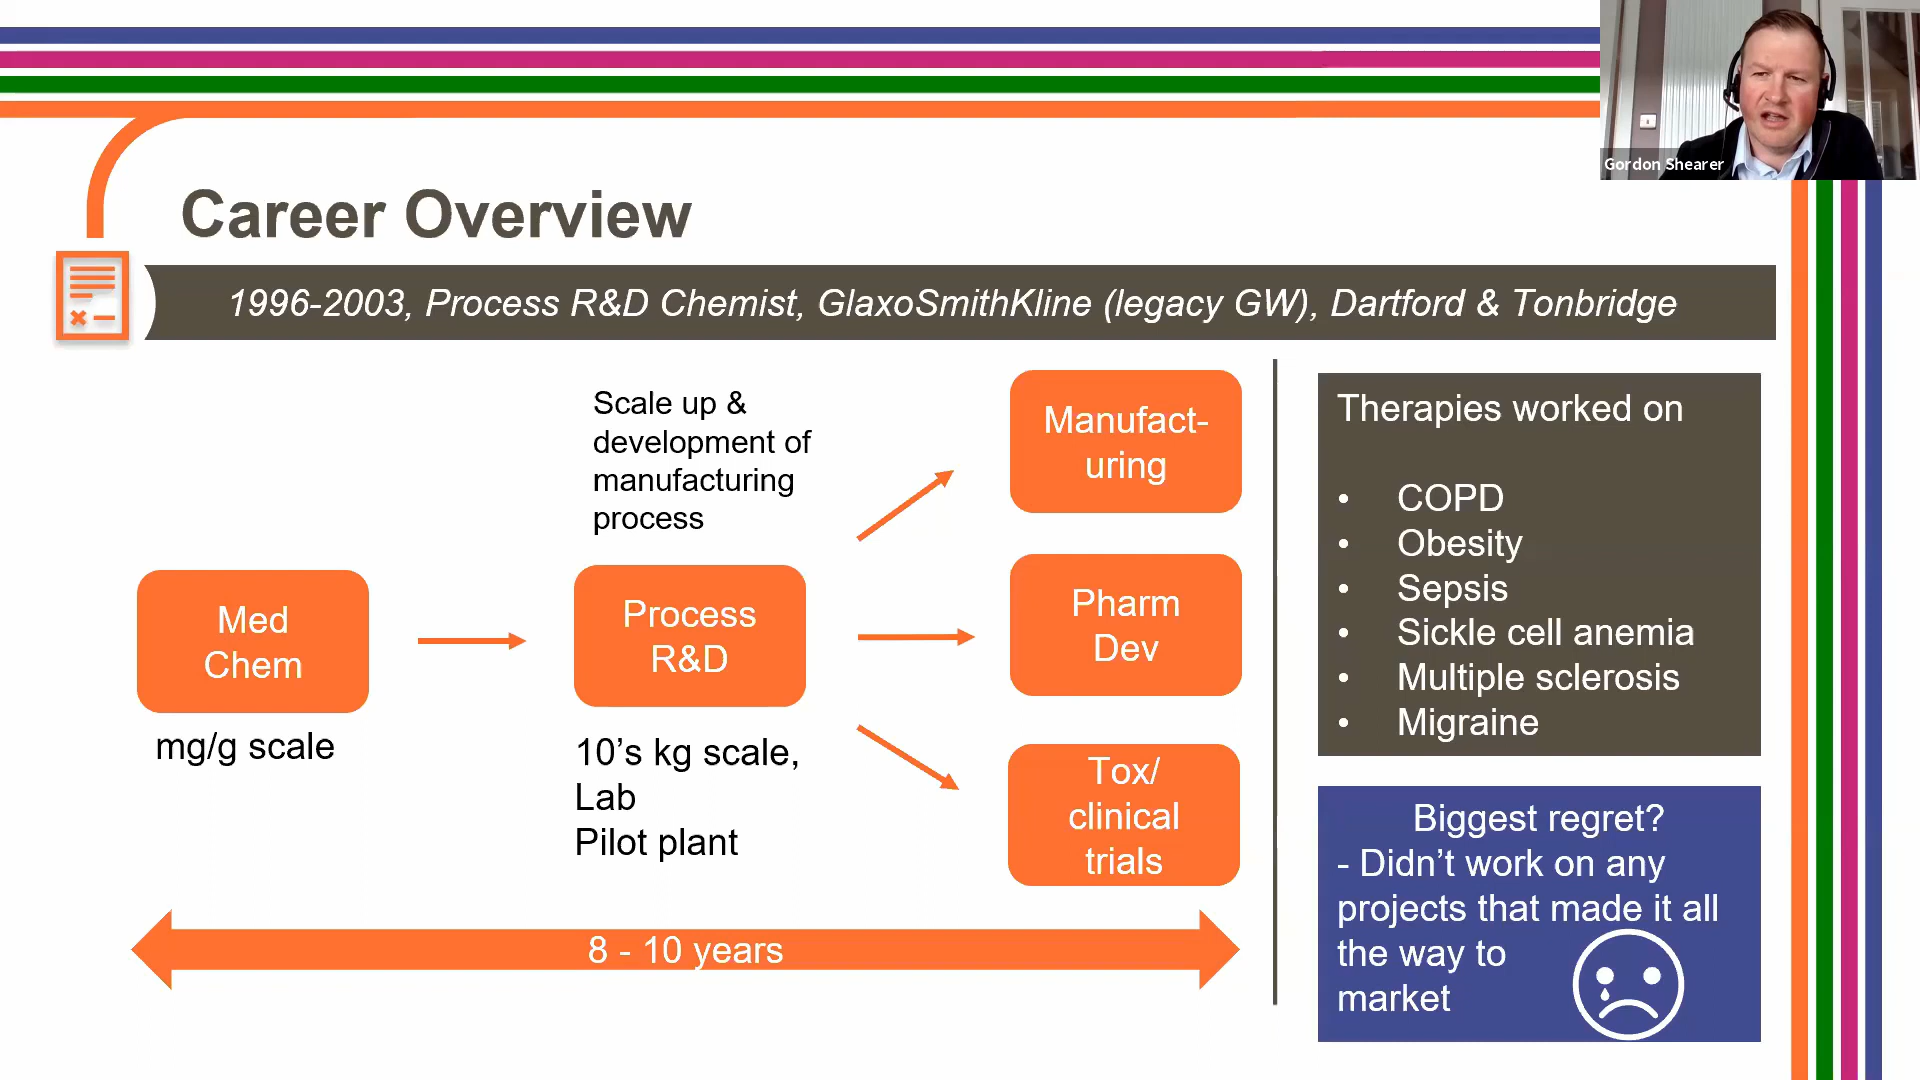 Gordon Shearer
Career Overview
1996-2003, Process R&D Chemist, GlaxoSmithKline (legacy GW), Dartford & Tonbridge
Med
Chem
mg/g scale
Scale up &
development of
manufacturing
process
Process
R&D
10’s kg scale,
Lab
Pilot plant
Manufact-
uring
Pharm
Dev
Tox/
clinical
trials
8 - 10 years
Therapies worked on
• COPD
• Obesity
• Sepsis
• Sickle cell anemia
• Multiple sclerosis
• Migraine
Biggest regret?
- Didn’t work on any
projects that made it all
the way to
market